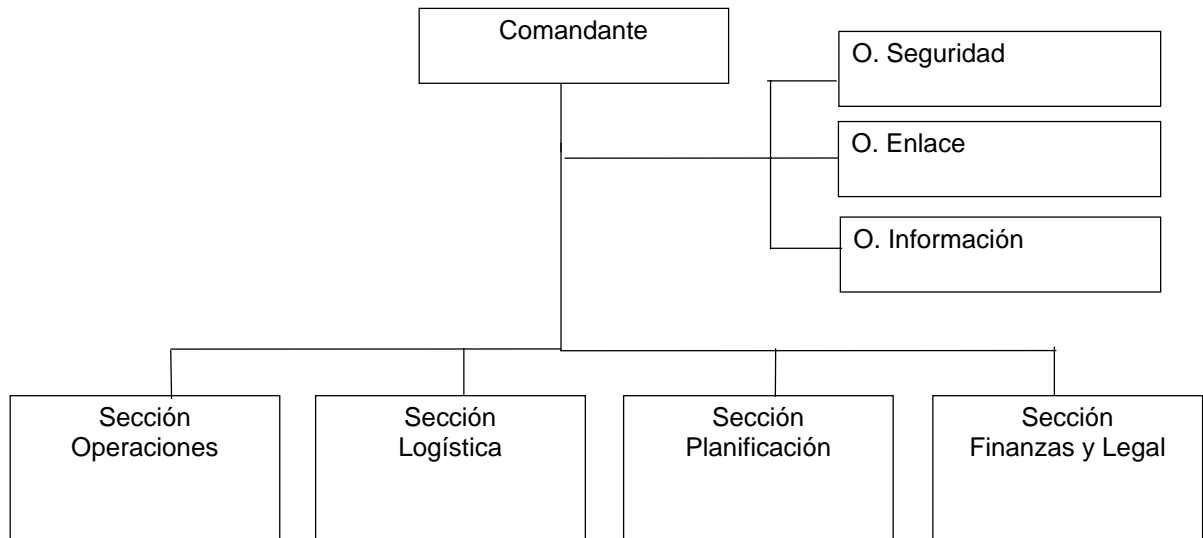 Comandante
O. Seguridad
O. Enlace
O. Información
Sección
Operaciones
Sección
Logística
Sección
Planificación
Sección
Finanzas y Legal